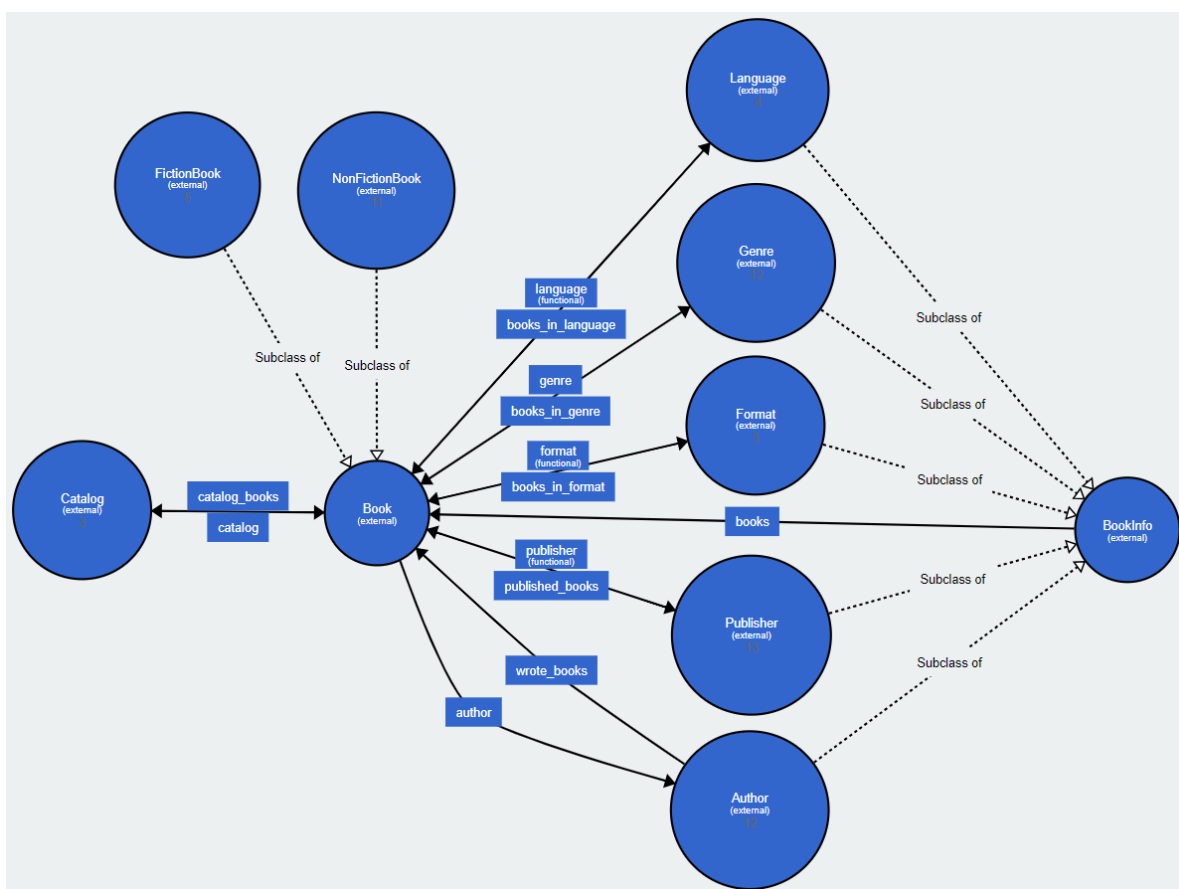 Language
(external)
FictionBook
(external)
NonFictionBook
(external)
11
Genre
(external)
language
(functional)
books_in_language
Subclass of
Subclass of
Subclass of
genre
books_in_genre
Subclass of
Format
(external)
format
(functional)
books_in_format
Subclass of
Catalog
(external)
catalog_books
catalog
Book
(external)
books
BookInfo
(external)
publisher
(functional)
published_books
Subclass of
Publisher
(external)
wrote_books
Subclass of
author
Author
(external)